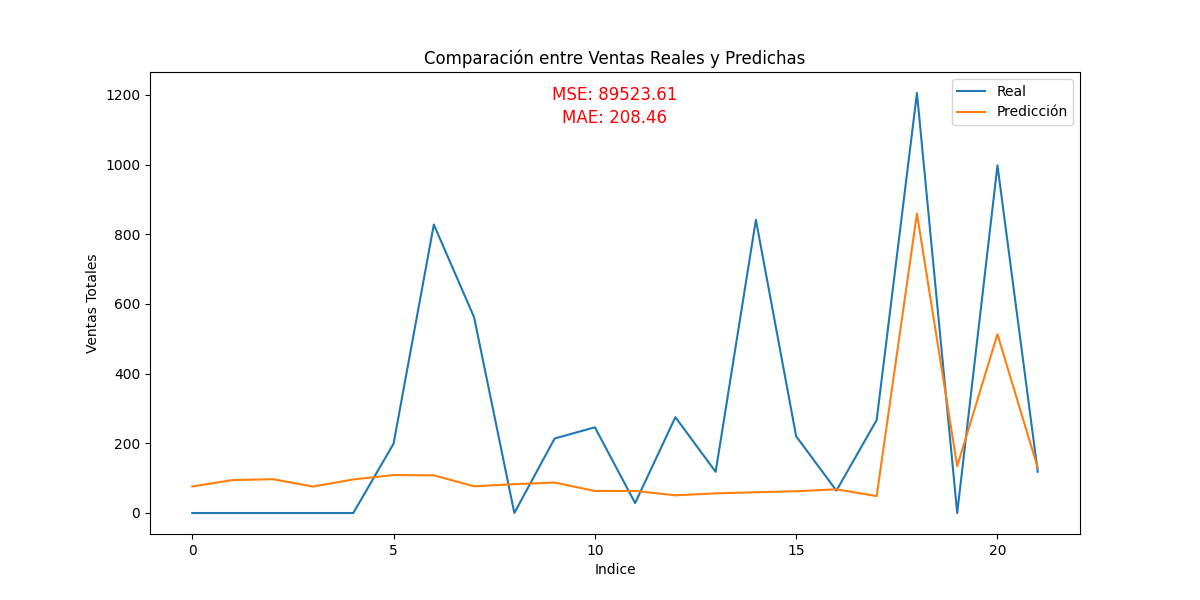 Comparación entre Ventas Reales y Predichas
MSE: 89523.61
MAE: 208.46
Real
Predicción
Ventas Totales
1200
1000
800
600
400
200
0
0 5 10 15 20
Indice